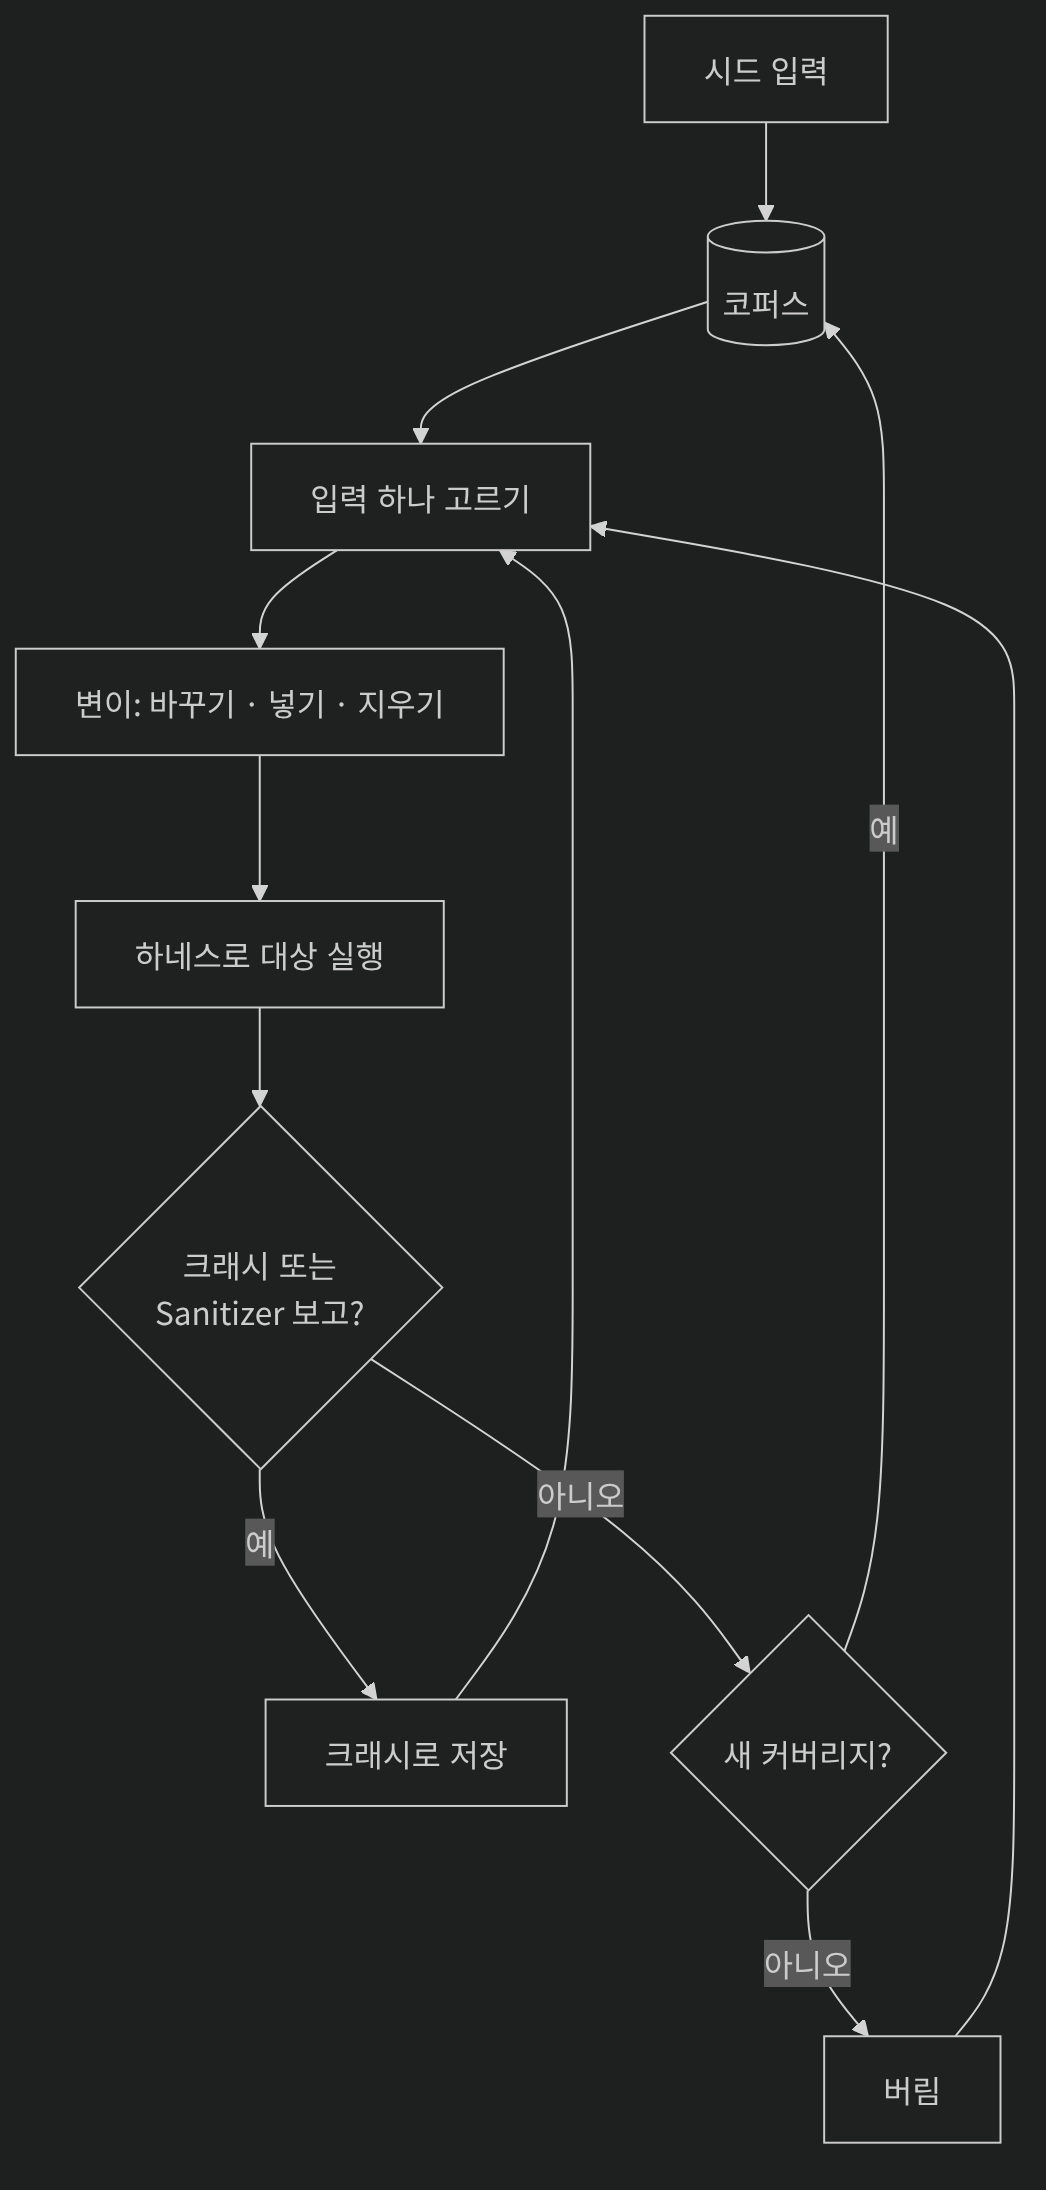 시드 입력
코퍼스
입력 하나 고르기
변이: 바꾸기 · 넣기 · 지우기
예
하네스로 대상 실행
크래시 또는
Sanitizer 보고?
아니오
예
크래시로 저장
새 커버리지?
아니오
버림